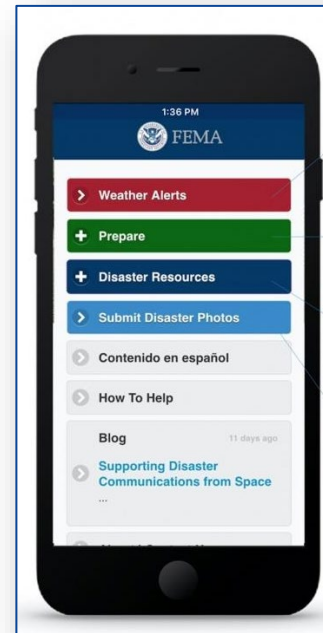 1:36 PM
FEMA
Weather Alerts
Prepare
Disaster Resources
Submit Disaster Photos
Contenido en español
How To Help
Blog 11 days ago
Supporting Disaster
Communications from Space
...